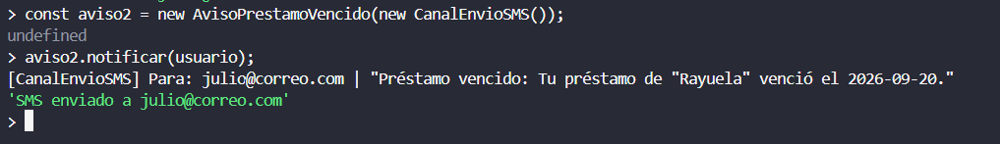 > const aviso2 = new AvisoPrestamoVencido(new CanalEnvioSMS());
undefined
> aviso2.notificar(usuario);
[CanalEnvioSMS] Para: julio@correo.com | "Préstamo vencido: Tu préstamo de "Rayuela" venció el 2026-09-20."
'SMS enviado a julio@correo.com'
>